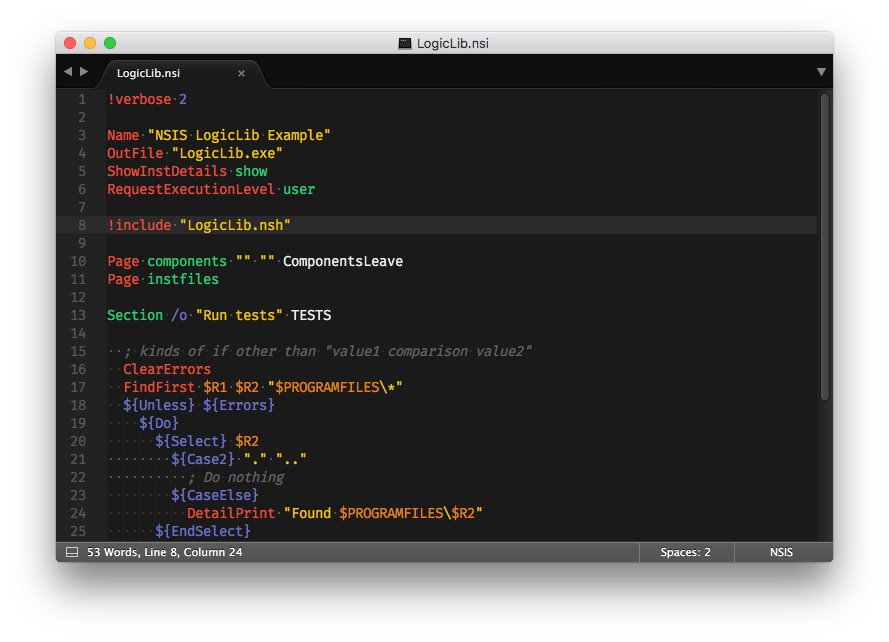 LogicLib.nsi
LogicLib.nsi ×
1 !verbose 2
2
3 Name "NSIS LogicLib Example"
4 OutFile "LogicLib.exe"
5 ShowInstDetails show
6 RequestExecutionLevel user
7
8 !include "LogicLib.nsh"
9
10 Page components "" "" ComponentsLeave
11 Page instfiles
12
13 Section /o "Run tests" TESTS
14
15   ; kinds of if other than "value1 comparison value2"
16   ClearErrors
17   FindFirst $R1 $R2 "$PROGRAMFILES\*"
18   ${Unless} ${Errors}
19     ${Do}
20       ${Select} $R2
21         ${Case2} "." ".."
22           ; Do nothing
23         ${CaseElse}
24           DetailPrint "Found $PROGRAMFILES\$R2"
25       ${EndSelect}
53 Words, Line 8, Column 24 Spaces: 2 NSIS